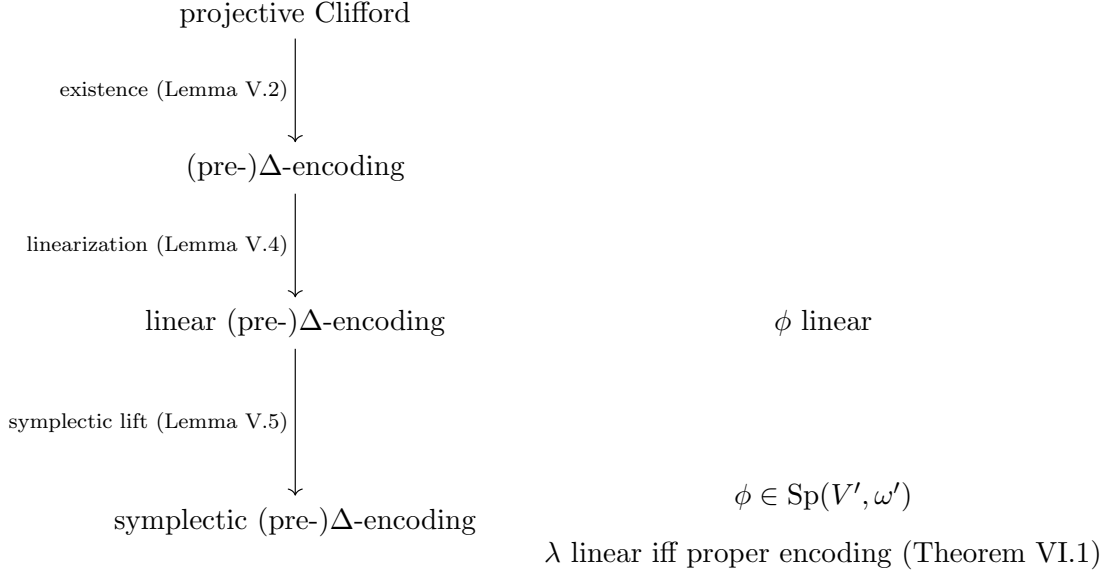 projective Clifford
existence (Lemma V.2)
(pre-)Δ-encoding
linearization (Lemma V.4)
linear (pre-)Δ-encoding
ϕ linear
symplectic lift (Lemma V.5)
ϕ ∈ Sp(V′, ω′)
symplectic (pre-)Δ-encoding
λ linear iff proper encoding (Theorem VI.1)